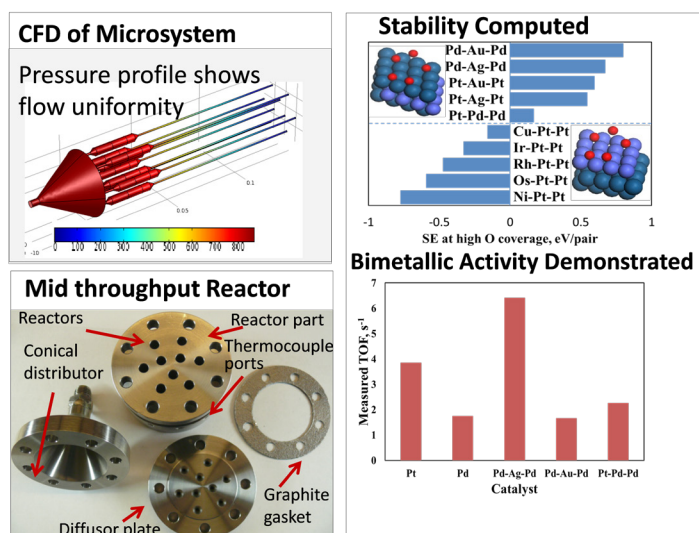 CFD of Microsystem
Pressure profile shows
flow uniformity
0.1
0.05
-10
0 100 200 300 400 500 600 700 800
Mid throughput Reactor
Reactors
Reactor part
Conical
distributor
Thermocouple
ports
Graphite
gasket
Diffusor plate
Stability Computed
Pd-Au-Pd
Pd-Ag-Pd
Pt-Au-Pt
Pt-Ag-Pt
Pt-Pd-Pd
Cu-Pt-Pt
Ir-Pt-Pt
Rh-Pt-Pt
Os-Pt-Pt
Ni-Pt-Pt
-1 -0.5 0 0.5 1
SE at high O coverage, eV/pair
Bimetallic Activity Demonstrated
7
6
5
4
3
2
1
0
Measured TOF, s⁻¹
Pt Pd Pd-Ag-Pd Pd-Au-Pd Pt-Pd-Pd
Catalyst